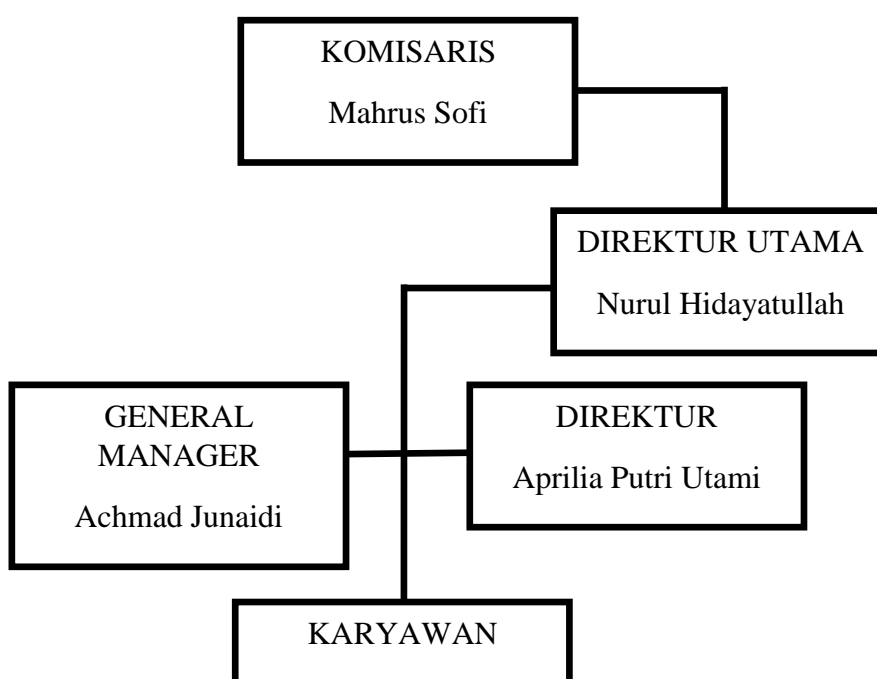 KOMISARIS
Mahrus Sofi
DIREKTUR UTAMA
Nurul Hidayatullah
GENERAL
MANAGER
Achmad Junaidi
DIREKTUR
Aprilia Putri Utami
KARYAWAN